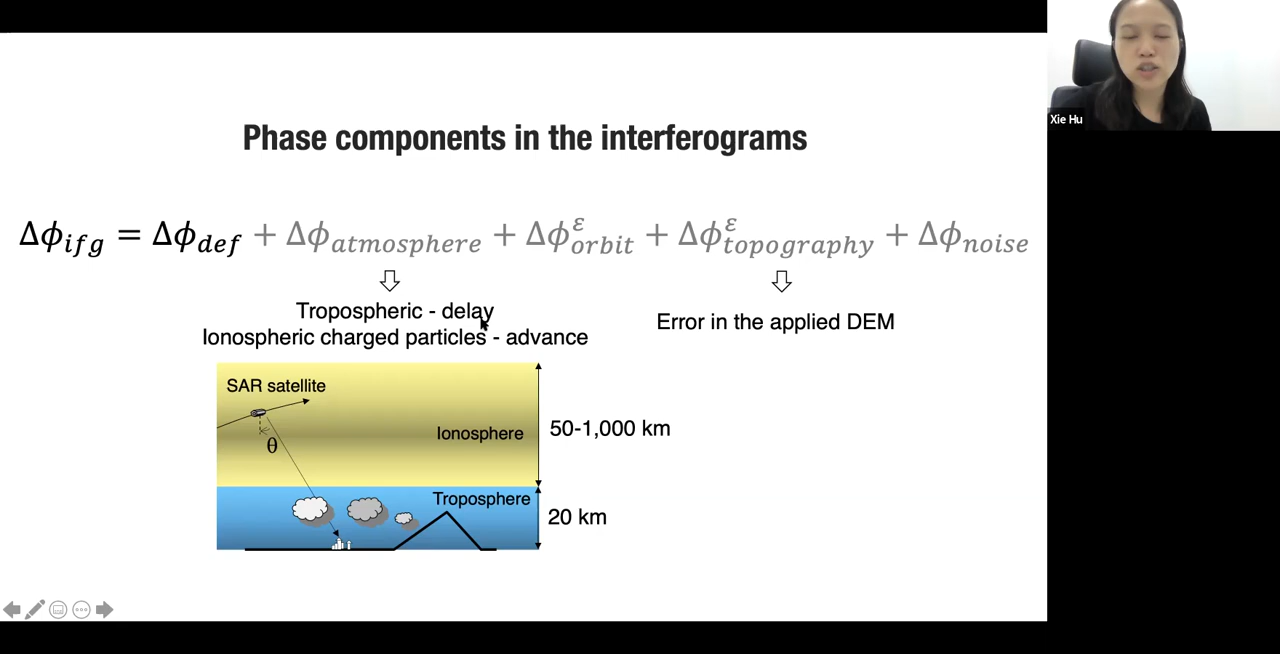 Phase components in the interferograms
Δϕ_ifg = Δϕ_def + Δϕ_atmosphere + Δϕ^ε_orbit + Δϕ^ε_topography + Δϕ_noise
Tropospheric - delay
Ionospheric charged particles - advance
Error in the applied DEM
SAR satellite
θ
Ionosphere
50-1,000 km
Troposphere
20 km
Xie Hu